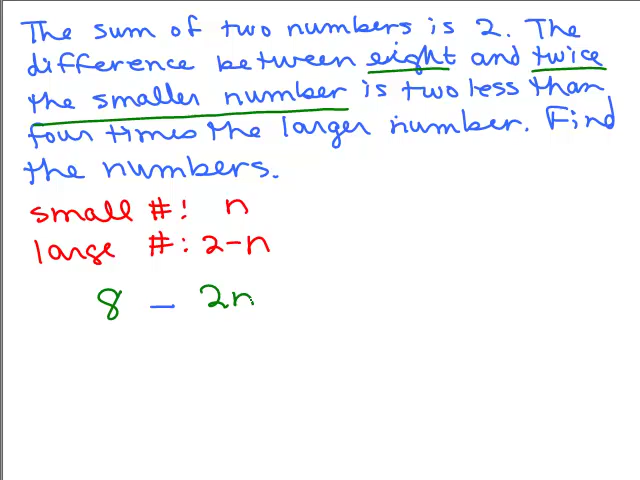 The sum of two numbers is 2. The
difference between eight and twice
the smaller number is two less than
four times the larger number. Find
the numbers.
small #: n
large #: 2-n
8 - 2n